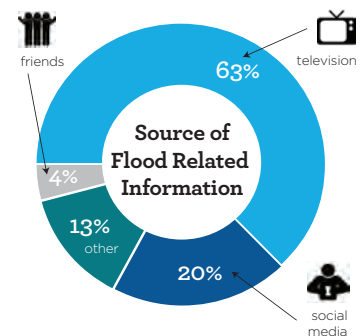 friends
television
63%
Source of
Flood Related
Information
4%
13%
other
20%
social
media